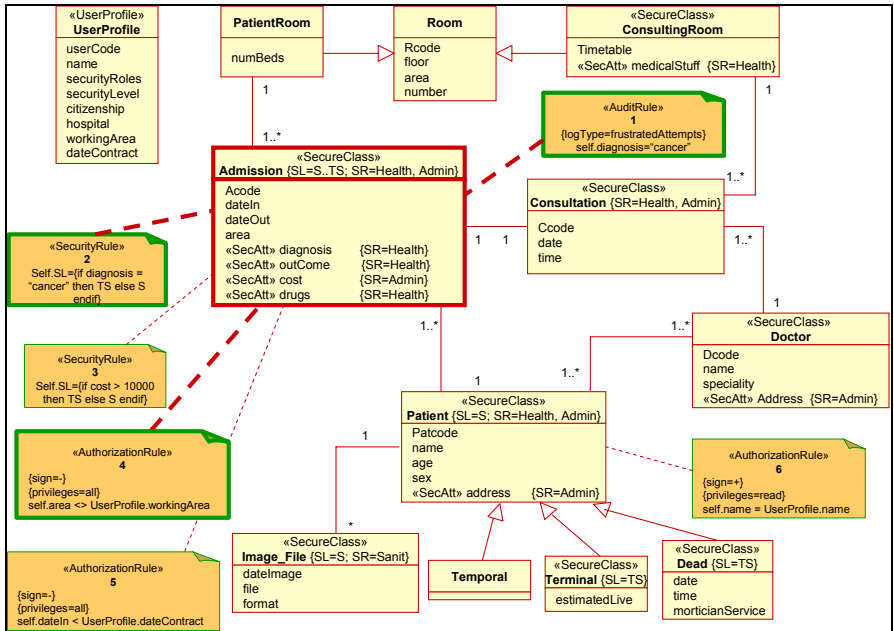 «UserProfile»
UserProfile
userCode
name
securityRoles
securityLevel
citizenship
hospital
workingArea
dateContract
PatientRoom
numBeds
Room
Rcode
floor
area
number
«SecureClass»
ConsultingRoom
Timetable
«SecAtt» medicalStuff {SR=Health}
1
1..*
1
1..*
«AuditRule»
1
{logType=frustratedAttempts}
self.diagnosis="cancer"
«SecureClass»
Admission {SL=S..TS; SR=Health, Admin}
Acode
dateIn
dateOut
area
«SecAtt» diagnosis {SR=Health}
«SecAtt» outCome {SR=Health}
«SecAtt» cost {SR=Admin}
«SecAtt» drugs {SR=Health}
«SecureClass»
Consultation {SR=Health, Admin}
Ccode
date
time
1 1
1..*
1
«SecurityRule»
2
Self.SL={if diagnosis =
“cancer” then TS else S
endif}
«SecurityRule»
3
Self.SL={if cost > 10000
then TS else S endif}
«SecureClass»
Doctor
Dcode
name
speciality
«SecAtt» Address {SR=Admin}
1..*
1
1..*
1..*
«SecureClass»
Patient {SL=S; SR=Health, Admin}
Patcode
name
age
sex
«SecAtt» address {SR=Admin}
«AuthorizationRule»
4
{sign=-}
{privileges=all}
self.area <> UserProfile.workingArea
«AuthorizationRule»
6
{sign=+}
{privileges=read}
self.name = UserProfile.name
1
*
«AuthorizationRule»
5
{sign=-}
{privileges=all}
self.dateIn < UserProfile.dateContract
«SecureClass»
Image_File {SL=S; SR=Sanit}
dateImage
file
format
Temporal
«SecureClass»
Terminal {SL=TS}
estimatedLive
«SecureClass»
Dead {SL=TS}
date
time
morticianService